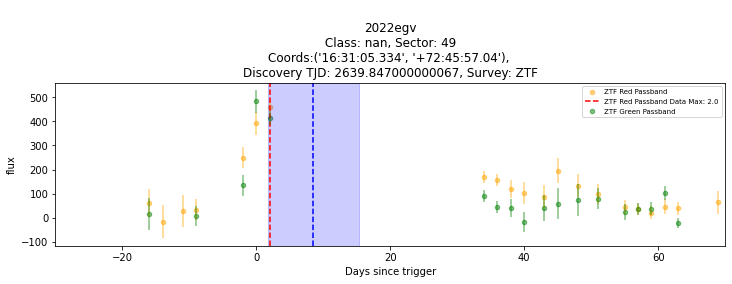 2022egv
Class: nan, Sector: 49
Coords:('16:31:05.334', '+72:45:57.04'),
Discovery TJD: 2639.847000000067, Survey: ZTF
ZTF Red Passband
ZTF Red Passband Data Max: 2.0
ZTF Green Passband
flux
500
400
300
200
100
0
−100
−20
0
20
40
60
Days since trigger